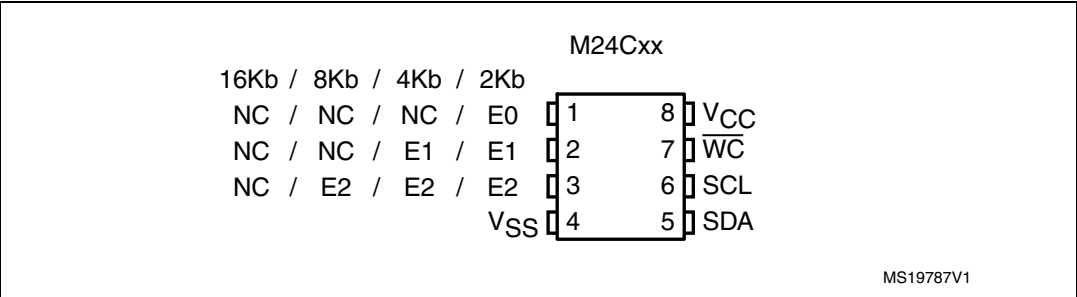 M24Cxx
16Kb / 8Kb / 4Kb / 2Kb
NC / NC / NC / E0 1 8 VCC
NC / NC / E1 / E1 2 7 W̅C̅
NC / E2 / E2 / E2 3 6 SCL
VSS 4 5 SDA
MS19787V1